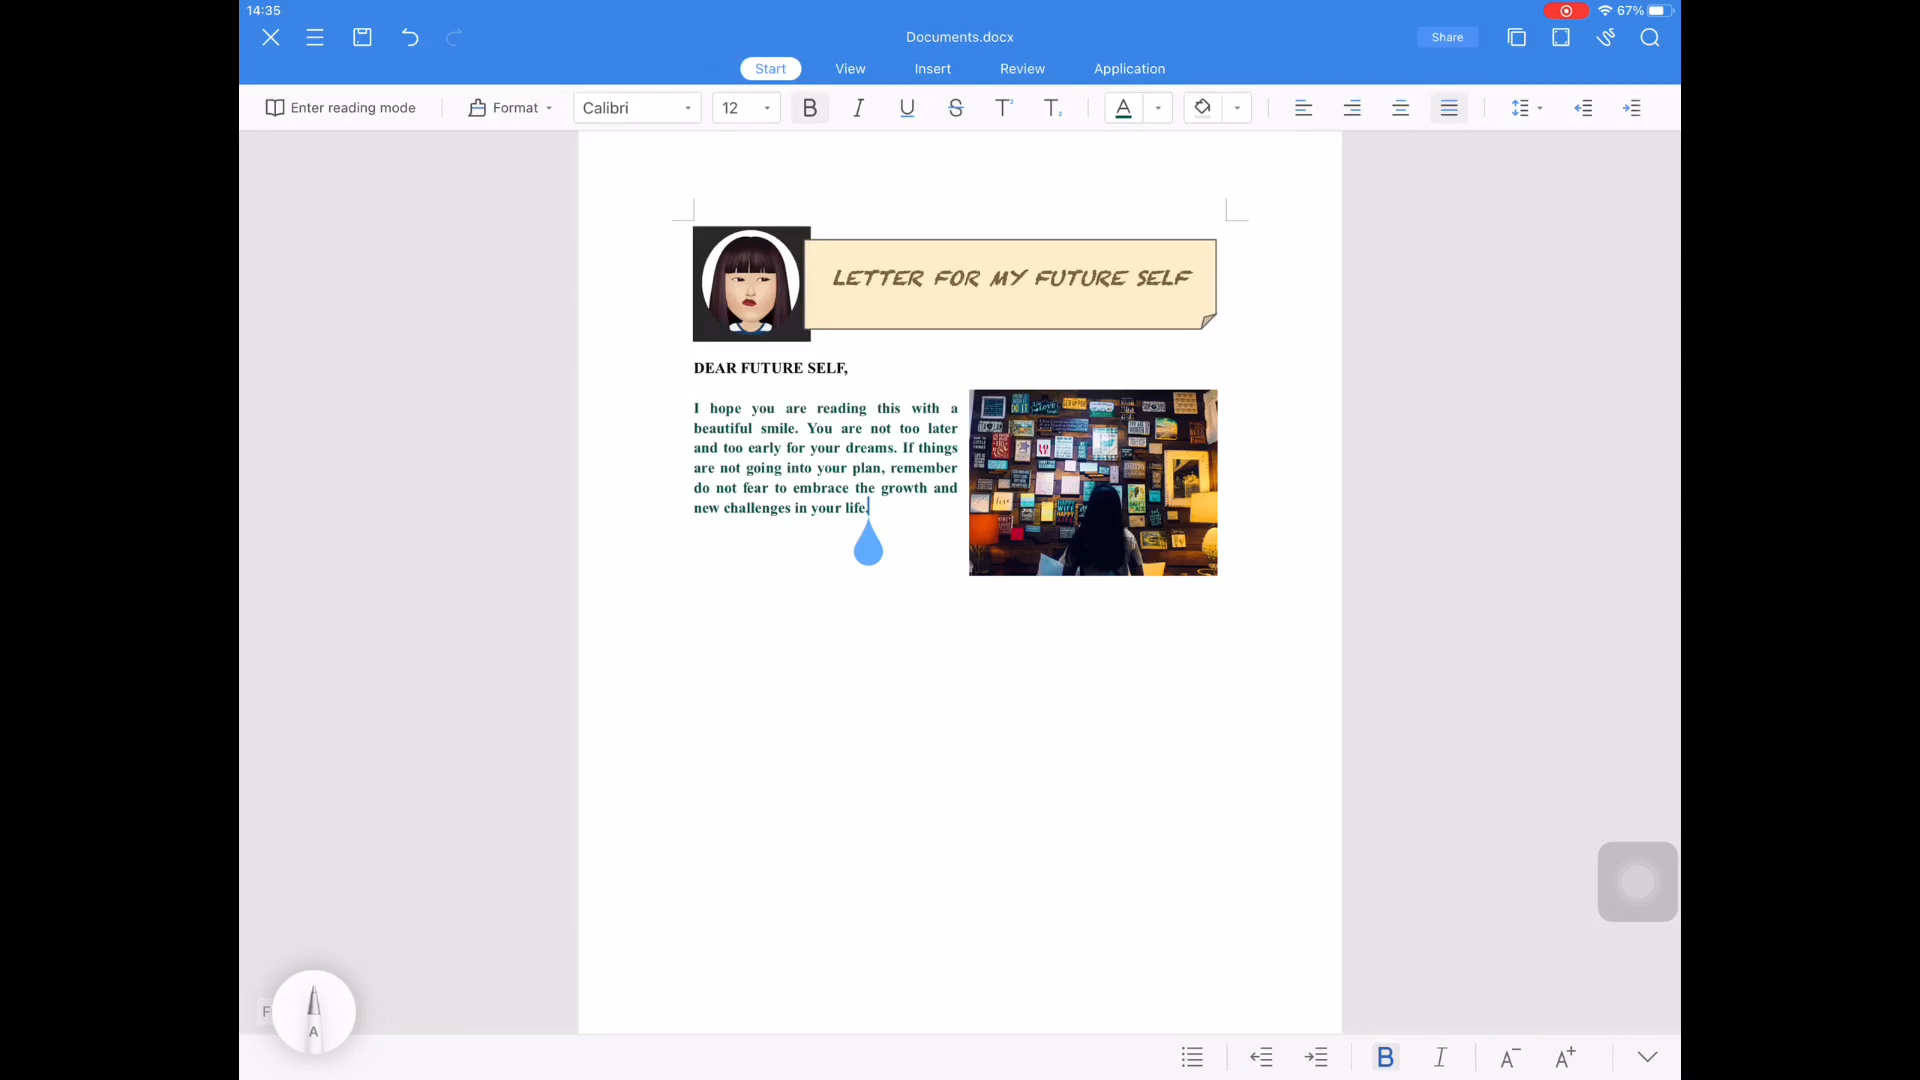 14:35
67%
Documents.docx
Share
Start View Insert Review Application
Enter reading mode Format Calibri 12 B I U S T² T₂ A
LETTER FOR MY FUTURE SELF
DEAR FUTURE SELF,
I hope you are reading this with a
beautiful smile. You are not too later
and too early for your dreams. If things
are not going into your plan, remember
do not fear to embrace the growth and
new challenges in your life.
F
A
B I A⁻ A⁺